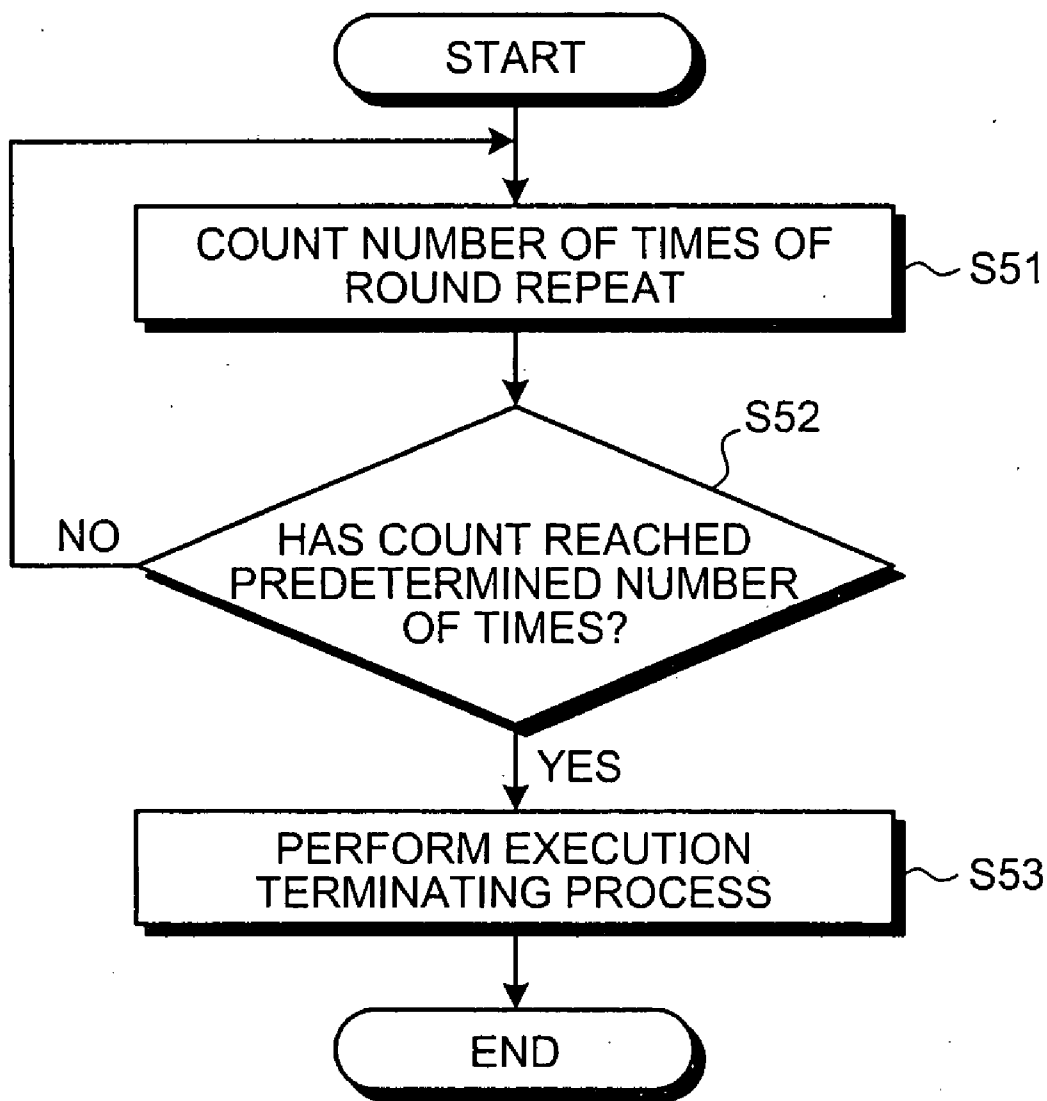 START
COUNT NUMBER OF TIMES OF
ROUND REPEAT
S51
S52
NO
HAS COUNT REACHED
PREDETERMINED NUMBER
OF TIMES?
YES
PERFORM EXECUTION
TERMINATING PROCESS
S53
END